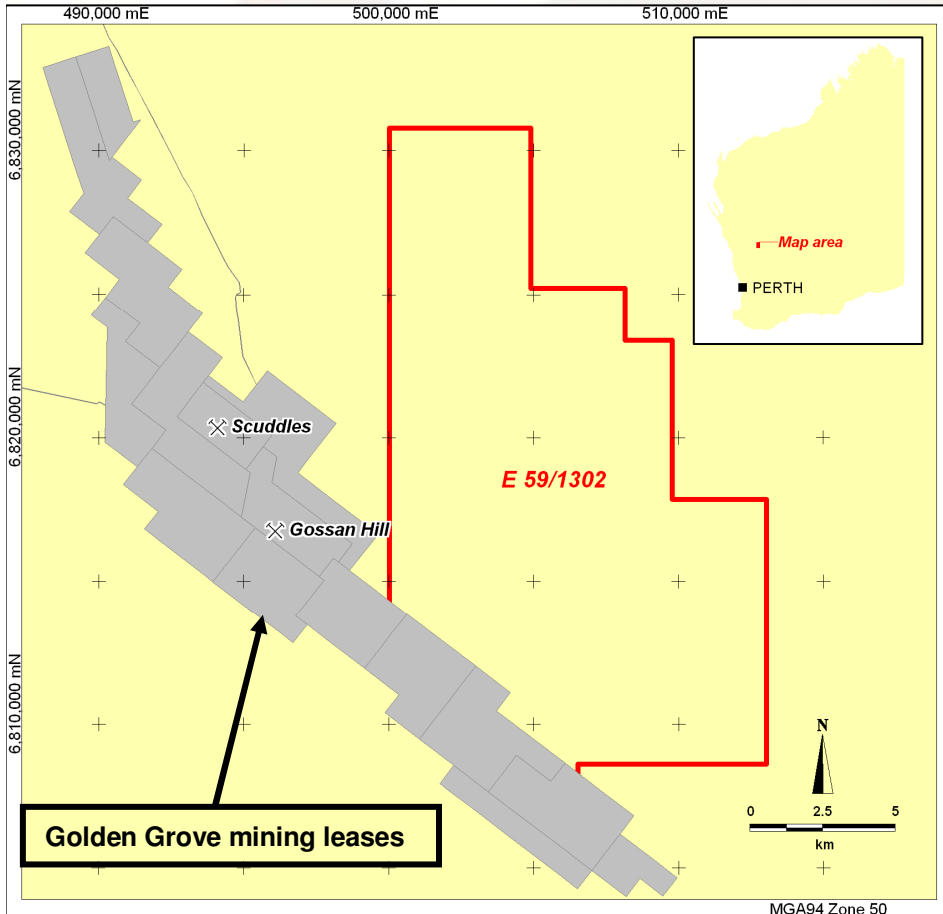 490,000 mE
500,000 mE
510,000 mE
6,830,000 mN
6,820,000 mN
6,810,000 mN
Map area
PERTH
Scuddles
E 59/1302
Gossan Hill
N
0 2.5 5
km
Golden Grove mining leases
MGA94 Zone 50